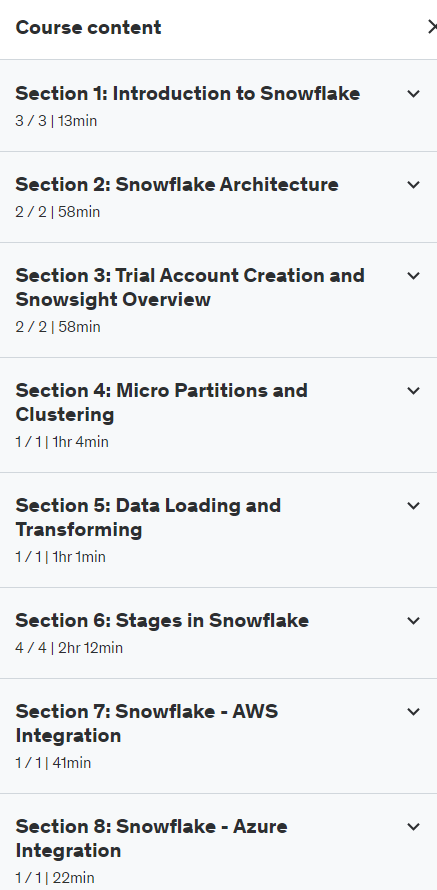 Course content
Section 1: Introduction to Snowflake
3 / 3 | 13min
Section 2: Snowflake Architecture
2 / 2 | 58min
Section 3: Trial Account Creation and
Snowsight Overview
2 / 2 | 58min
Section 4: Micro Partitions and
Clustering
1 / 1 | 1hr 4min
Section 5: Data Loading and
Transforming
1 / 1 | 1hr 1min
Section 6: Stages in Snowflake
4 / 4 | 2hr 12min
Section 7: Snowflake - AWS
Integration
1 / 1 | 41min
Section 8: Snowflake - Azure
Integration
1 / 1 | 22min